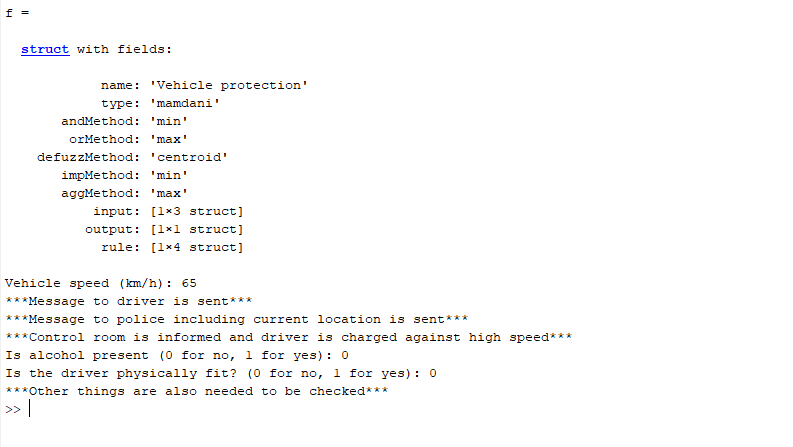 f =
struct with fields:
name: 'Vehicle protection'
type: 'mamdani'
andMethod: 'min'
orMethod: 'max'
defuzzMethod: 'centroid'
impMethod: 'min'
aggMethod: 'max'
input: [1×3 struct]
output: [1×1 struct]
rule: [1×4 struct]
Vehicle speed (km/h): 65
***Message to driver is sent***
***Message to police including current location is sent***
***Control room is informed and driver is charged against high speed***
Is alcohol present (0 for no, 1 for yes): 0
Is the driver physically fit? (0 for no, 1 for yes): 0
***Other things are also needed to be checked***
>>